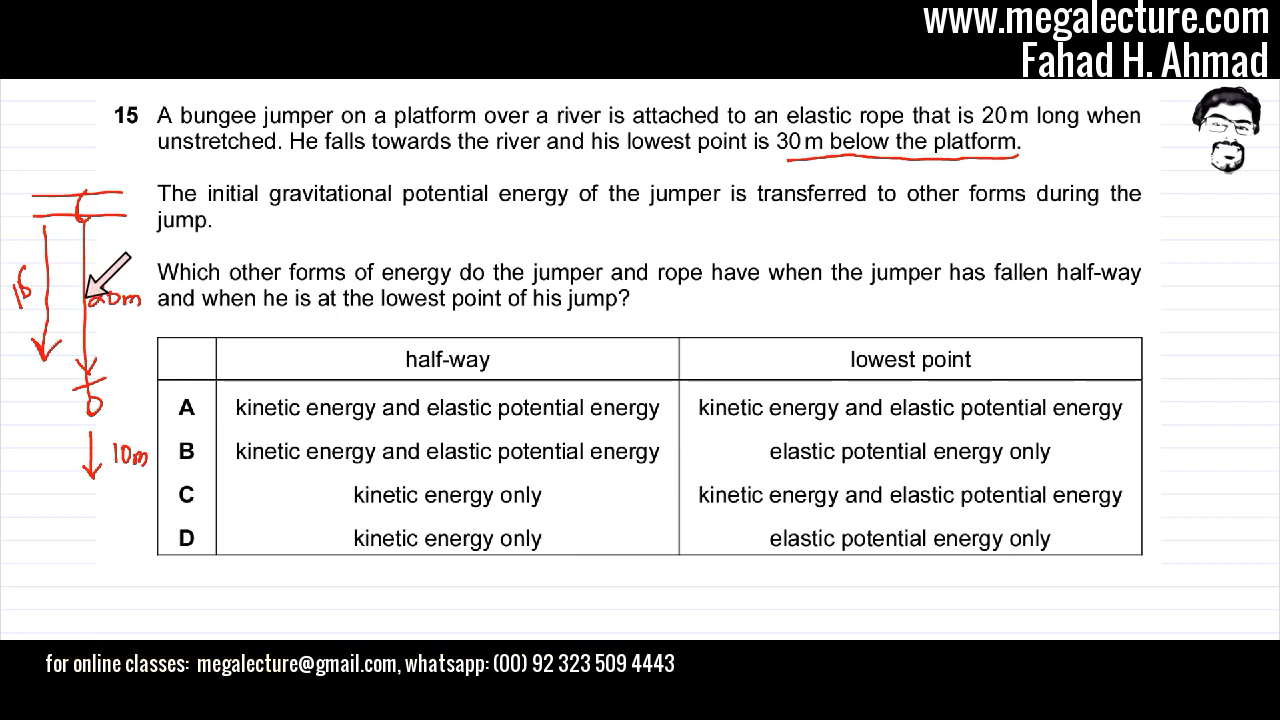 www.megalecture.com
Fahad H. Ahmad
15 A bungee jumper on a platform over a river is attached to an elastic rope that is 20 m long when
unstretched. He falls towards the river and his lowest point is 30 m below the platform.
The initial gravitational potential energy of the jumper is transferred to other forms during the
jump.
Which other forms of energy do the jumper and rope have when the jumper has fallen half-way
and when he is at the lowest point of his jump?
15
20m
10m
half-way lowest point
A kinetic energy and elastic potential energy kinetic energy and elastic potential energy
B kinetic energy and elastic potential energy elastic potential energy only
C kinetic energy only kinetic energy and elastic potential energy
D kinetic energy only elastic potential energy only
for online classes: megalecture@gmail.com, whatsapp: (00) 92 323 509 4443